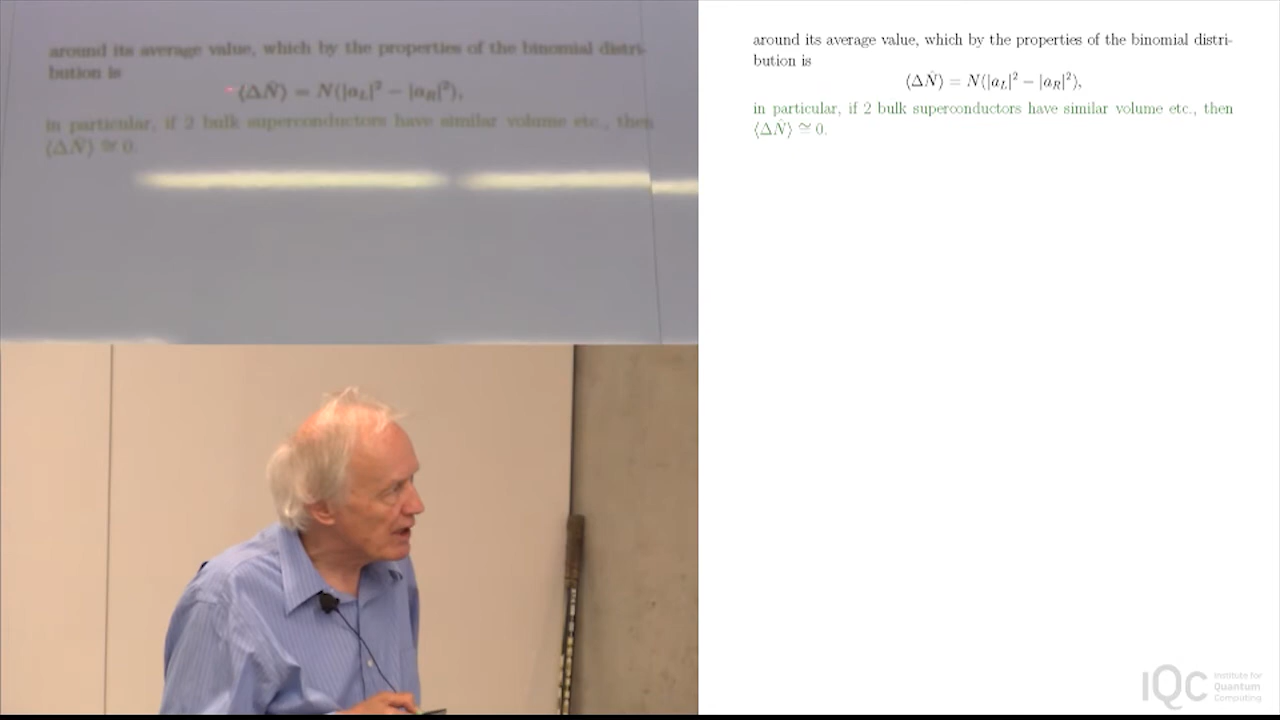 around its average value, which by the properties of the binomial distri-
bution is
⟨ΔN̂⟩ = N(|a_L|² − |a_R|²),
in particular, if 2 bulk superconductors have similar volume etc., then
⟨ΔN̂⟩ ≅ 0.
around its average value, which by the properties of the binomial distri-
bution is
⟨ΔN̂⟩ = N(|a_L|² − |a_R|²),
in particular, if 2 bulk superconductors have similar volume etc., then
⟨ΔN̂⟩ ≅ 0.
IQC
Institute for
Quantum
Computing